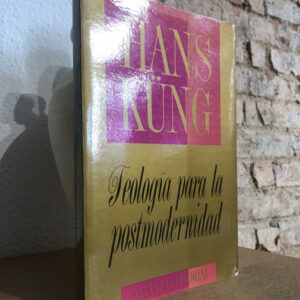 HANS
KÜNG
Teología para la
postmodernidad